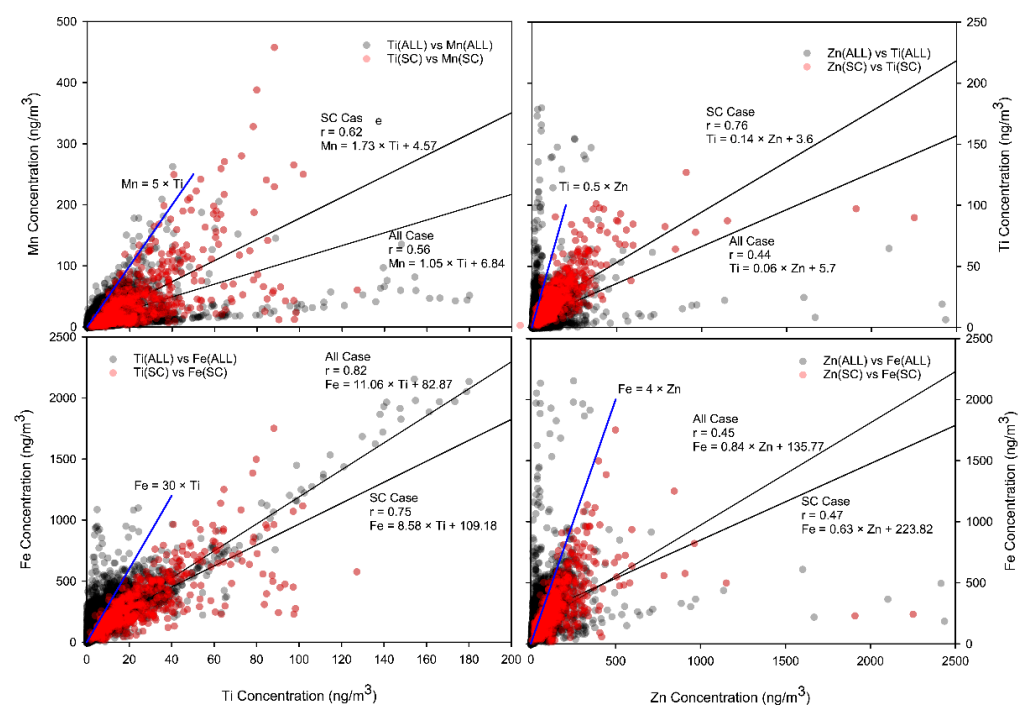 500
400
300
200
100
0
Mn Concentration (ng/m3)
Ti(ALL) vs Mn(ALL)
Ti(SC) vs Mn(SC)
SC Cas e
r = 0.62
Mn = 1.73 × Ti + 4.57
Mn = 5 × Ti
All Case
r = 0.56
Mn = 1.05 × Ti + 6.84
250
200
150
100
50
0
Ti Concentration (ng/m3)
Zn(ALL) vs Ti(ALL)
Zn(SC) vs Ti(SC)
SC Case
r = 0.76
Ti = 0.14 × Zn + 3.6
Ti = 0.5 × Zn
All Case
r = 0.44
Ti = 0.06 × Zn + 5.7
2500
2000
1500
1000
500
0
Fe Concentration (ng/m3)
Ti(ALL) vs Fe(ALL)
Ti(SC) vs Fe(SC)
All Case
r = 0.82
Fe = 11.06 × Ti + 82.87
Fe = 30 × Ti
SC Case
r = 0.75
Fe = 8.58 × Ti + 109.18
0 20 40 60 80 100 120 140 160 180 200
Ti Concentration (ng/m3)
2500
2000
1500
1000
500
0
Fe Concentration (ng/m3)
Zn(ALL) vs Fe(ALL)
Zn(SC) vs Fe(SC)
Fe = 4 × Zn
All Case
r = 0.45
Fe = 0.84 × Zn + 135.77
SC Case
r = 0.47
Fe = 0.63 × Zn + 223.82
0 500 1000 1500 2000 2500
Zn Concentration (ng/m3)